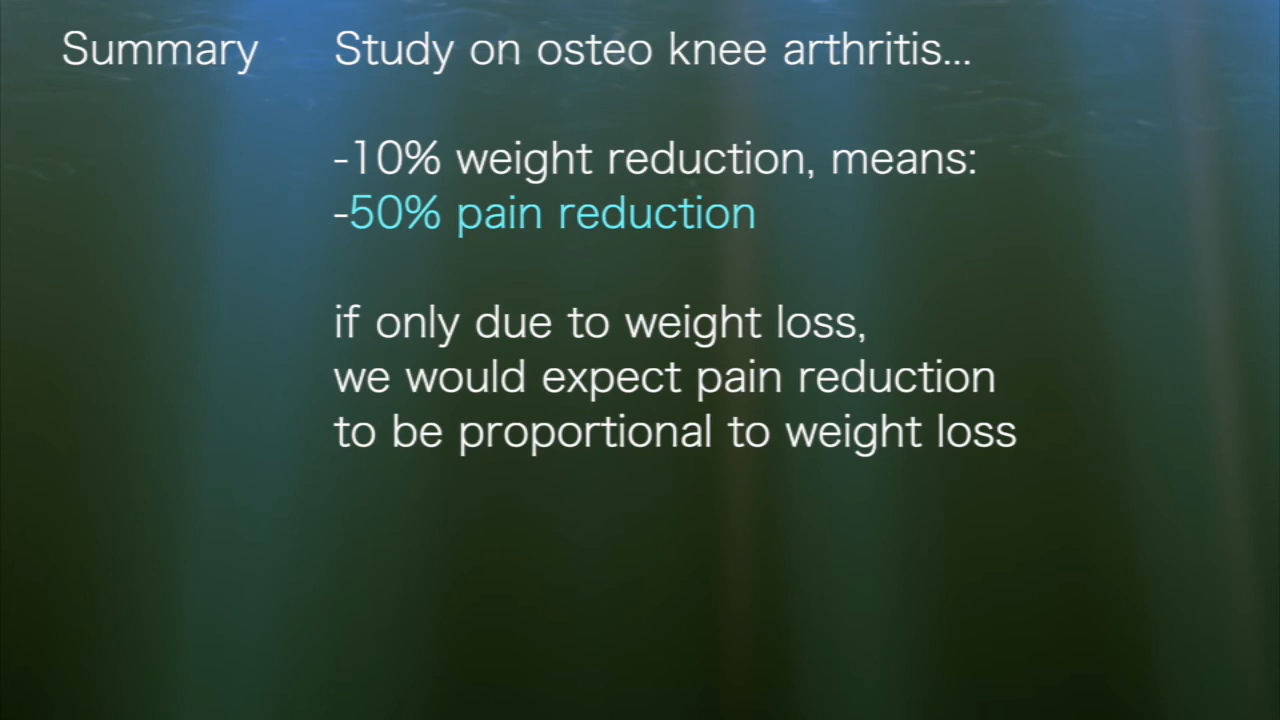 Summary
Study on osteo knee arthritis...
-10% weight reduction, means:
-50% pain reduction
if only due to weight loss,
we would expect pain reduction
to be proportional to weight loss